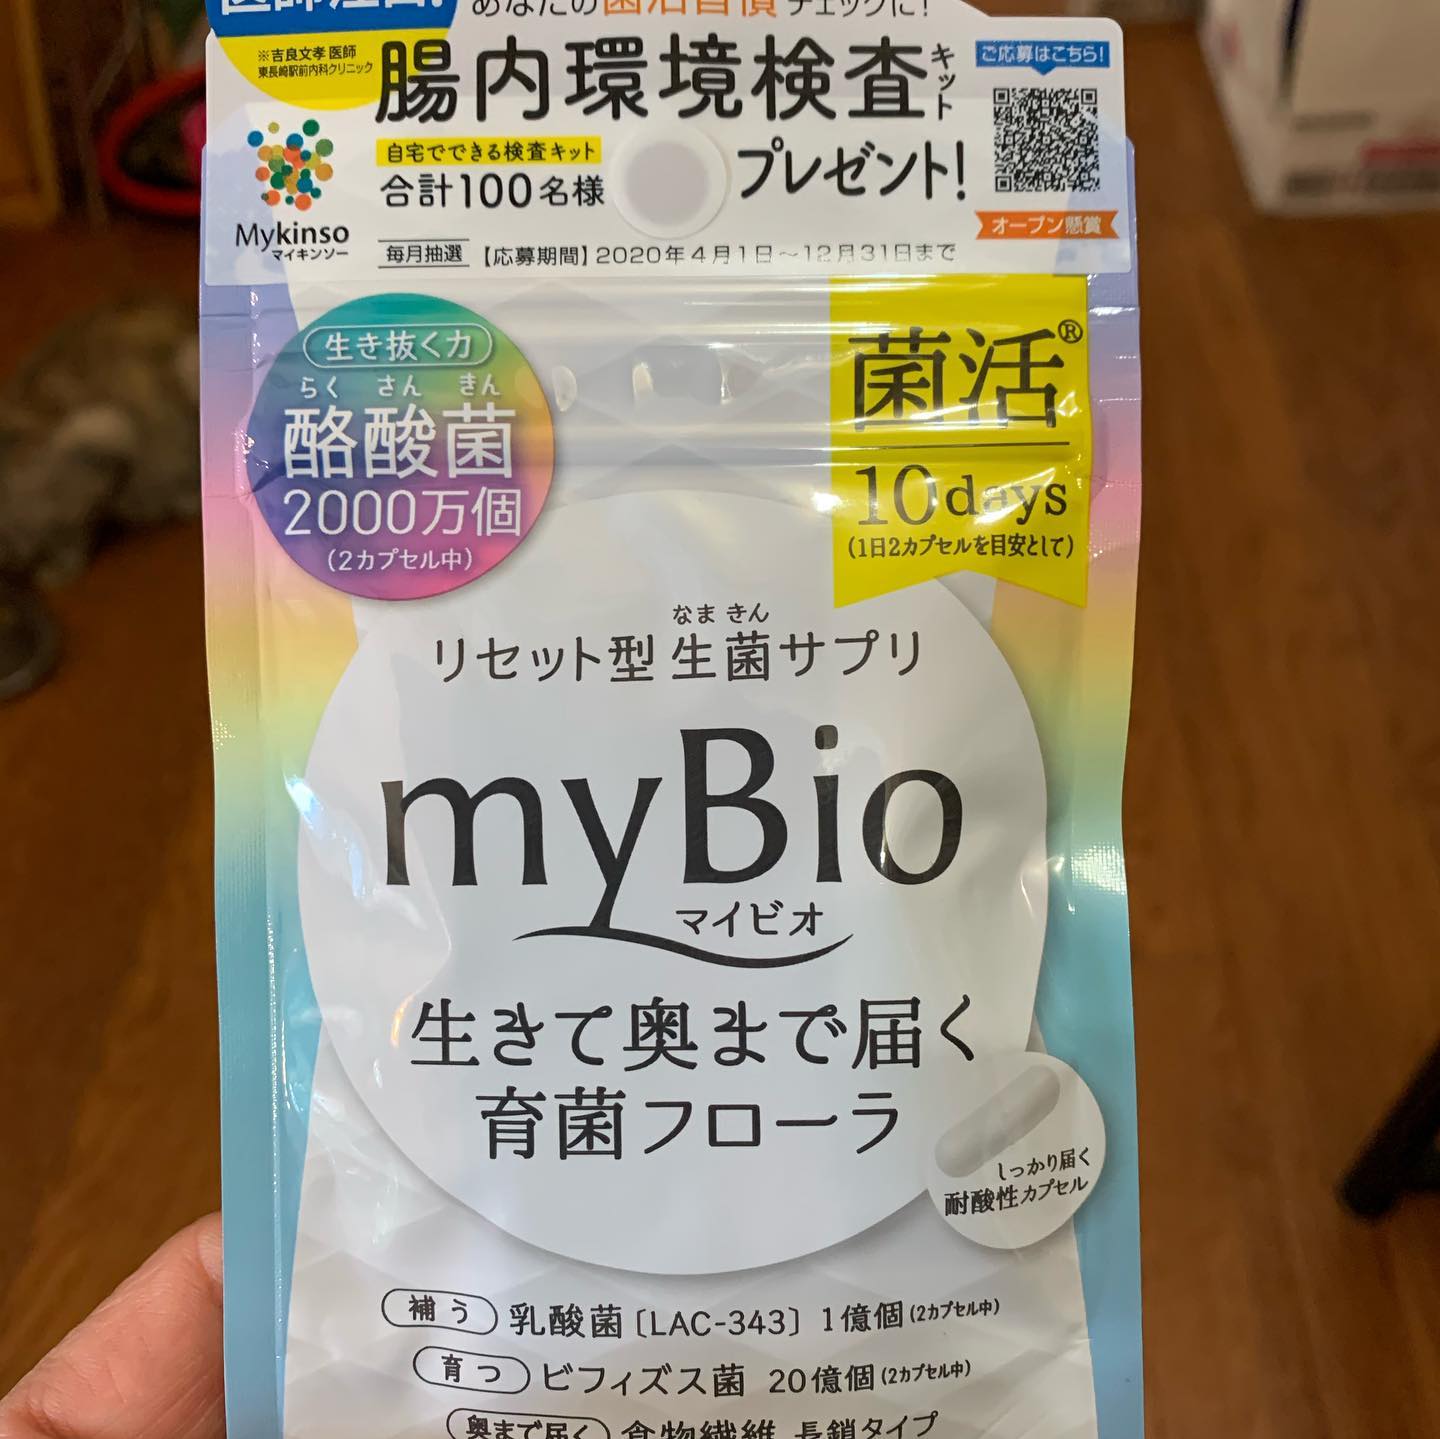 医師注目!
あなたの菌活習慣チェックに!
※吉良文孝 医師
東長崎駅前内科クリニック
腸内環境検査キット
プレゼント!
自宅でできる検査キット
合計100名様
ご応募はこちら!
オープン懸賞
Mykinso
マイキンソー
毎月抽選【応募期間】2020年4月1日~12月31日まで
生き抜く力
らくさんきん
酪酸菌
2000万個
(2カプセル中)
菌活®
10days
(1日2カプセルを目安として)
なまきん
リセット型 生菌サプリ
myBio
マイビオ
生きて奥まで届く
育菌フローラ
しっかり届く
耐酸性カプセル
補う 乳酸菌〔LAC-343〕1億個(2カプセル中)
育つ ビフィズス菌 20億個(2カプセル中)
奥まで届く 食物繊維 長鎖タイプ